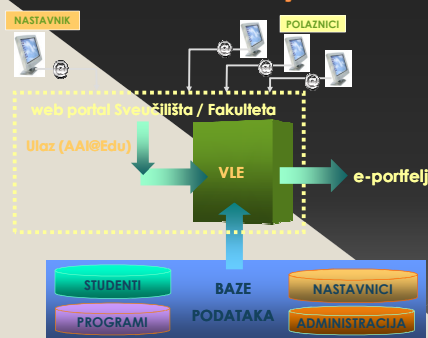 NASTAVNIK
POLAZNICI
@
@
@
@
web portal Sveučilišta / Fakulteta
Ulaz (AAI@Edu)
VLE
e-portfelj
STUDENTI
BAZE
NASTAVNICI
PROGRAMI
PODATAKA
ADMINISTRACIJA